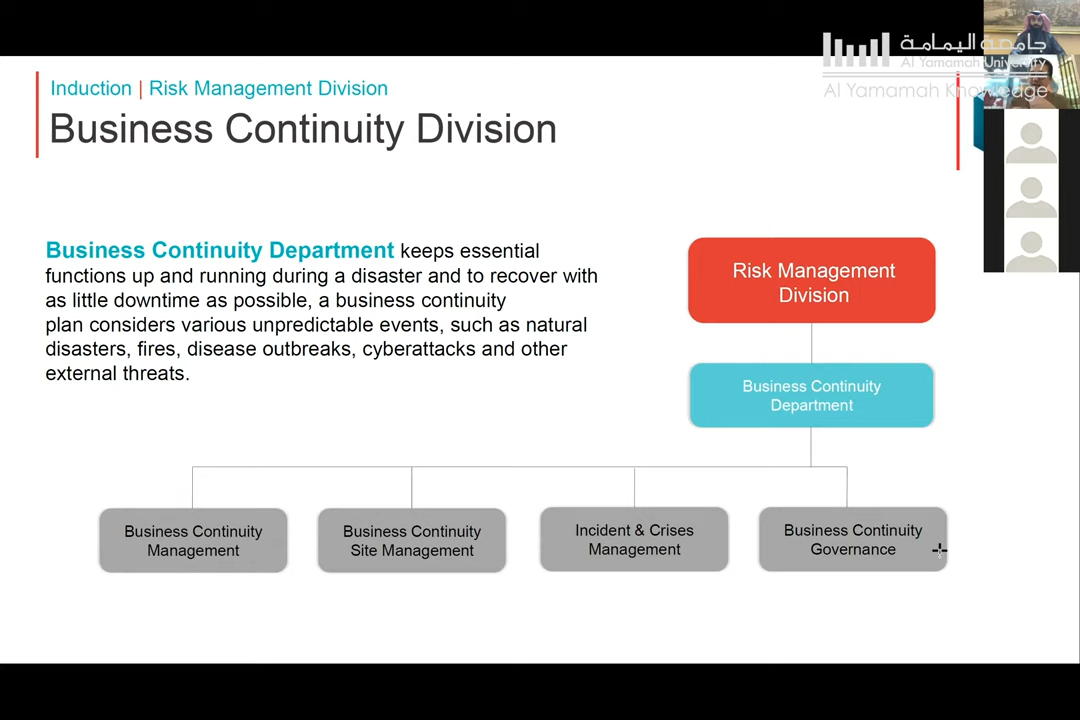 جامعة اليمامة
Al Yamamah University
Al Yamamah Knowledge
Induction | Risk Management Division
Business Continuity Division
Business Continuity Department keeps essential
functions up and running during a disaster and to recover with
as little downtime as possible, a business continuity
plan considers various unpredictable events, such as natural
disasters, fires, disease outbreaks, cyberattacks and other
external threats.
Risk Management
Division
Business Continuity
Department
Business Continuity
Management
Business Continuity
Site Management
Incident & Crises
Management
Business Continuity
Governance